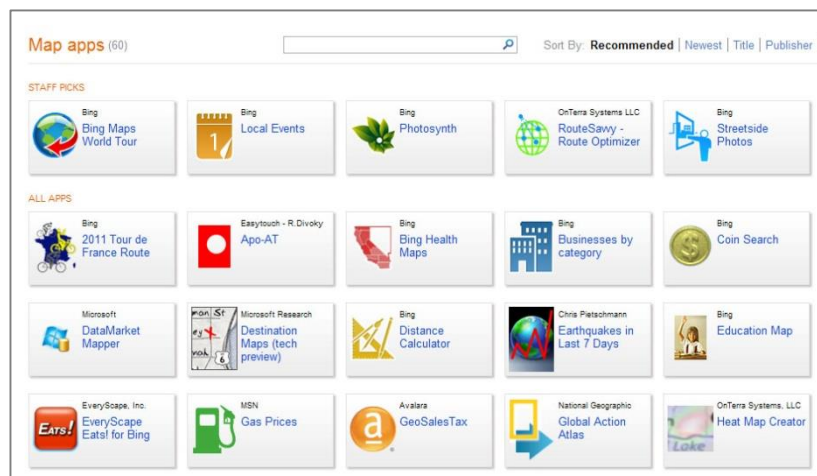 Map apps (60)
Sort By: Recommended | Newest | Title | Publisher
STAFF PICKS
Bing
Bing Maps
World Tour
Bing
Local Events
1
Bing
Photosynth
OnTerra Systems LLC
RouteSavvy -
Route Optimizer
Bing
Streetside
Photos
ALL APPS
Bing
2011 Tour de
France Route
Easytouch - R.Divoky
Apo-AT
Bing
Bing Health
Maps
Bing
Businesses by
category
Bing
Coin Search
$
Microsoft
DataMarket
Mapper
Microsoft Research
Destination
Maps (tech
preview)
6
Bing
Distance
Calculator
Chris Pietschmann
Earthquakes in
Last 7 Days
Bing
Education Map
EveryScape, Inc.
EveryScape
Eats! for Bing
EATS!
MSN
Gas Prices
Avalara
GeoSalesTax
a
National Geographic
Global Action
Atlas
OnTerra Systems, LLC
Heat Map Creator
Lake